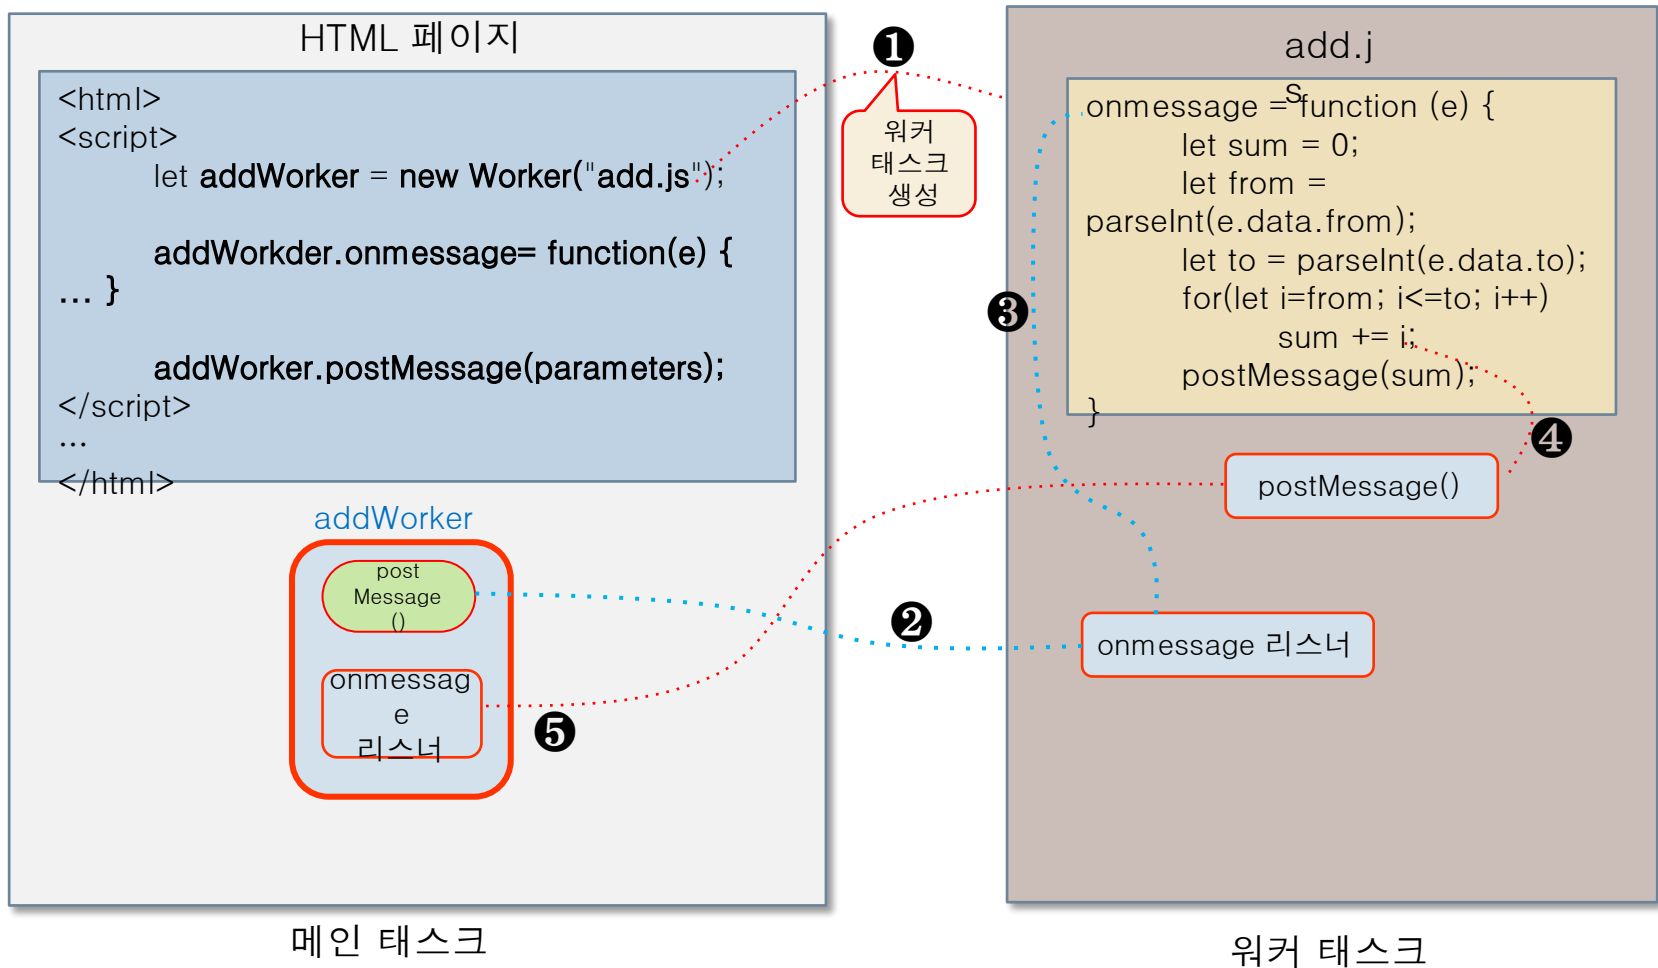 HTML 페이지
<html>
<script>
let addWorker = new Worker("add.js");
addWorkder.onmessage= function(e) {
... }
addWorker.postMessage(parameters);
</script>
...
</html>
addWorker
post
Message
()
onmessag
e
리스너
메인 태스크
❶
워커
태스크
생성
❷
❸
❹
❺
add.j
s
onmessage = function (e) {
let sum = 0;
let from =
parseInt(e.data.from);
let to = parseInt(e.data.to);
for(let i=from; i<=to; i++)
sum += i;
postMessage(sum);
}
postMessage()
onmessage 리스너
워커 태스크